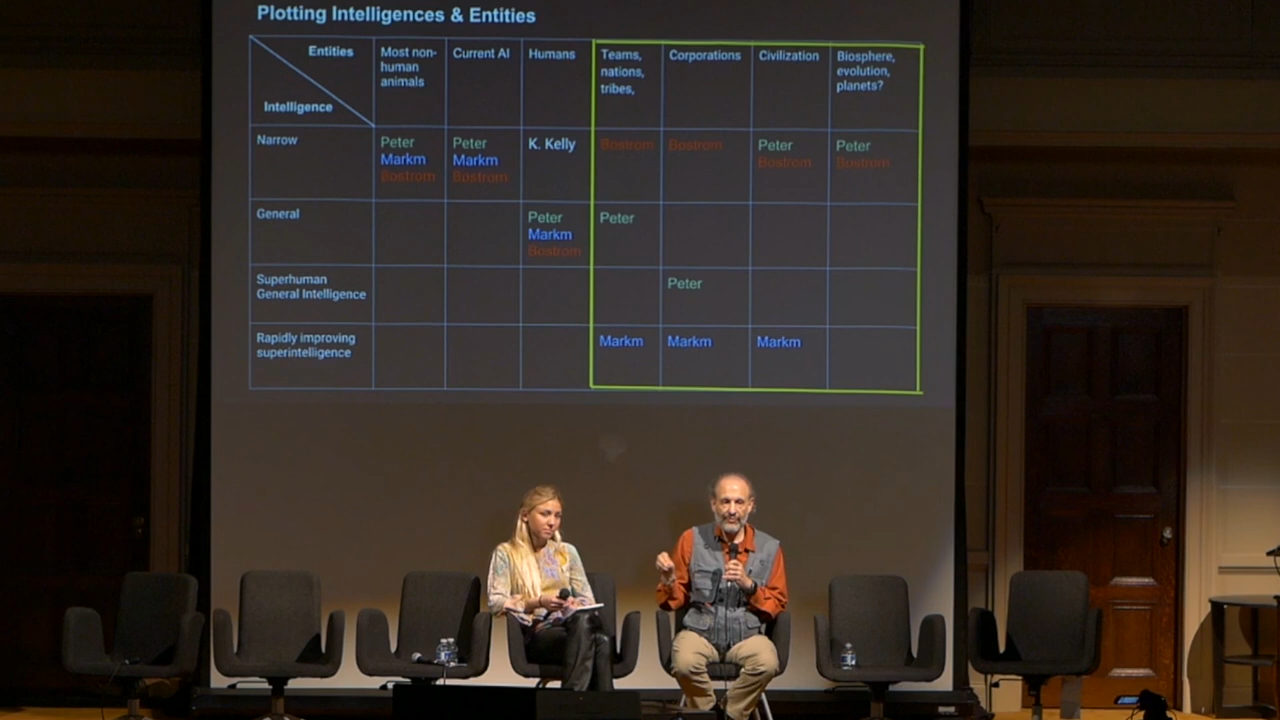 Plotting Intelligences & Entities
Entities
Intelligence
Most non-
human
animals
Current AI
Humans
Teams,
nations,
tribes,
Corporations
Civilization
Biosphere,
evolution,
planets?
Narrow
Peter
Markm
Bostrom
Peter
Markm
Bostrom
K. Kelly
Bostrom
Bostrom
Peter
Bostrom
Peter
Bostrom
General
Peter
Markm
Bostrom
Peter
Superhuman
General Intelligence
Peter
Rapidly improving
superintelligence
Markm
Markm
Markm